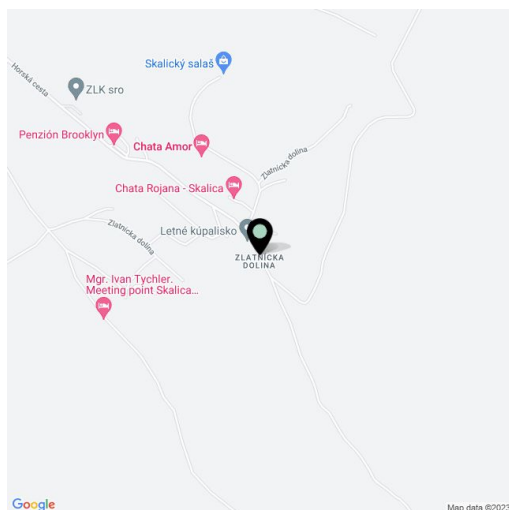 Skalický salaš
Horská cesta
ZLK sro
Penzión Brooklyn
Chata Amor
Zlatnícka dolina
Chata Rojana - Skalica
Letné kúpalisko
Zlatnícka dolina
ZLATNÍCKA
DOLINA
Mgr. Ivan Tychler.
Meeting point Skalica...
Google
Map data ©2023